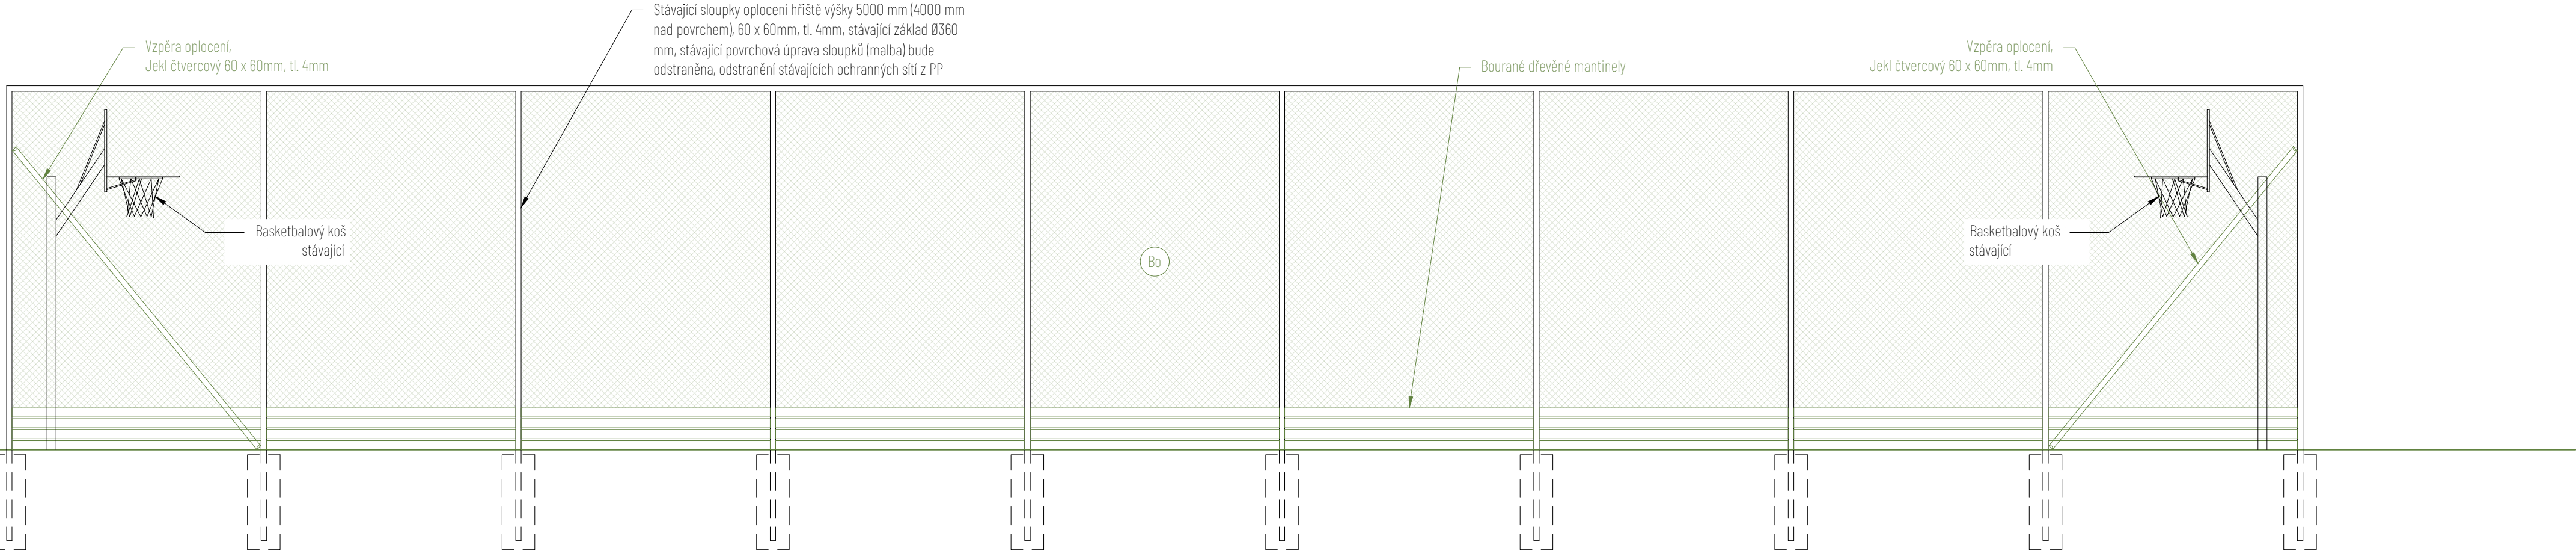 Stávající sloupky oplocení hřiště výšky 5000 mm (4000 mm
nad povrchem), 60 x 60mm, tl. 4mm, stávající základ Ø360
mm, stávající povrchová úprava sloupků (malba) bude
odstraněna, odstranění stávajících ochranných sítí z PP
Vzpěra oplocení,
Jekl čtvercový 60 x 60mm, tl. 4mm
Bourané dřevěné mantinely
Vzpěra oplocení,
Jekl čtvercový 60 x 60mm, tl. 4mm
Basketbalový koš
stávající
Bo
Basketbalový koš
stávající